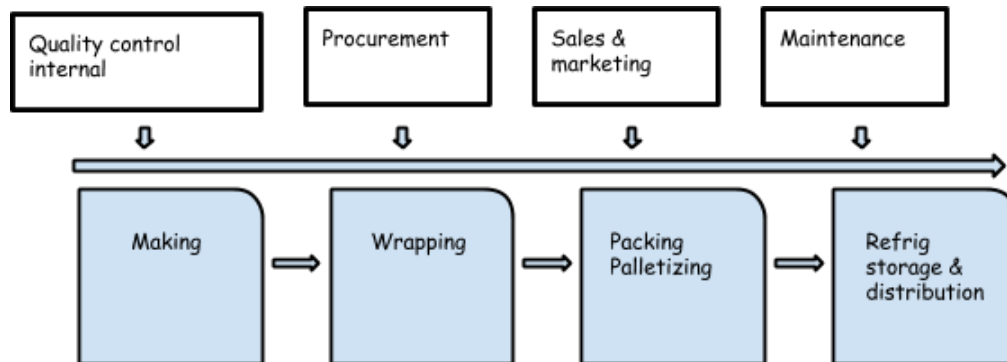 Quality control
internal
Procurement
Sales &
marketing
Maintenance
Making
Wrapping
Packing
Palletizing
Refrig
storage &
distribution